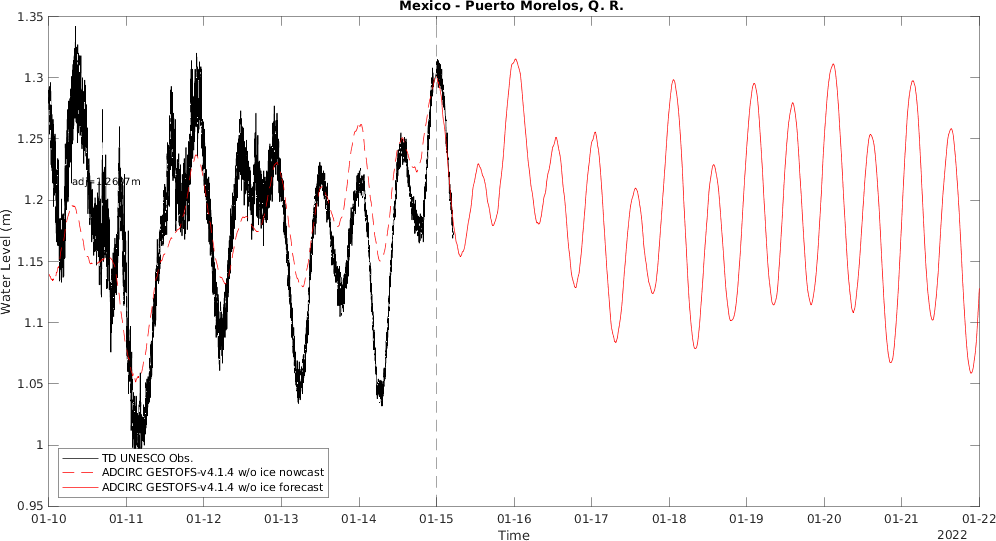 Mexico - Puerto Morelos, Q. R.
1.35
1.3
1.25
1.2
1.15
1.1
1.05
1
0.95
Water Level (m)
TD UNESCO Obs.
ADCIRC GESTOFS-v4.1.4 w/o ice nowcast
ADCIRC GESTOFS-v4.1.4 w/o ice forecast
01-10 01-11 01-12 01-13 01-14 01-15 01-16 01-17 01-18 01-19 01-20 01-21 01-22
Time
2022